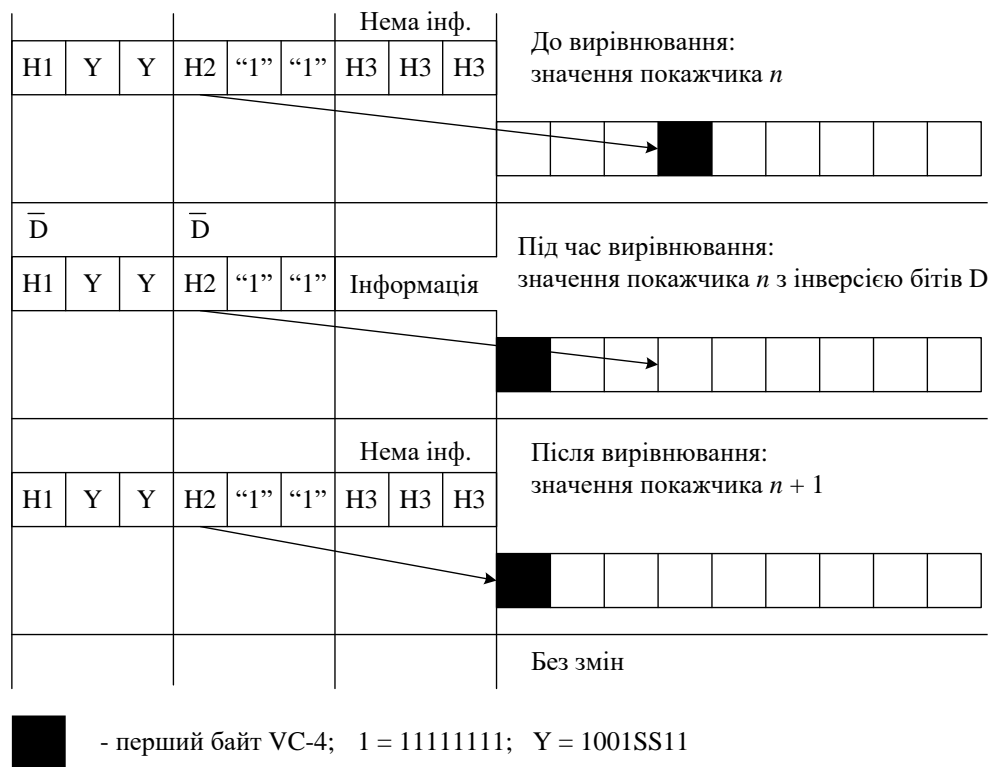 Нема інф.
До вирівнювання:
H1 Y Y H2 “1” “1” H3 H3 H3
значення покажчика n
D̅ D̅
Під час вирівнювання:
H1 Y Y H2 “1” “1” Інформація
значення покажчика n з інверсією бітів D
Нема інф.
Після вирівнювання:
H1 Y Y H2 “1” “1” H3 H3 H3
значення покажчика n + 1
Без змін
- перший байт VC-4; 1 = 11111111; Y = 1001SS11